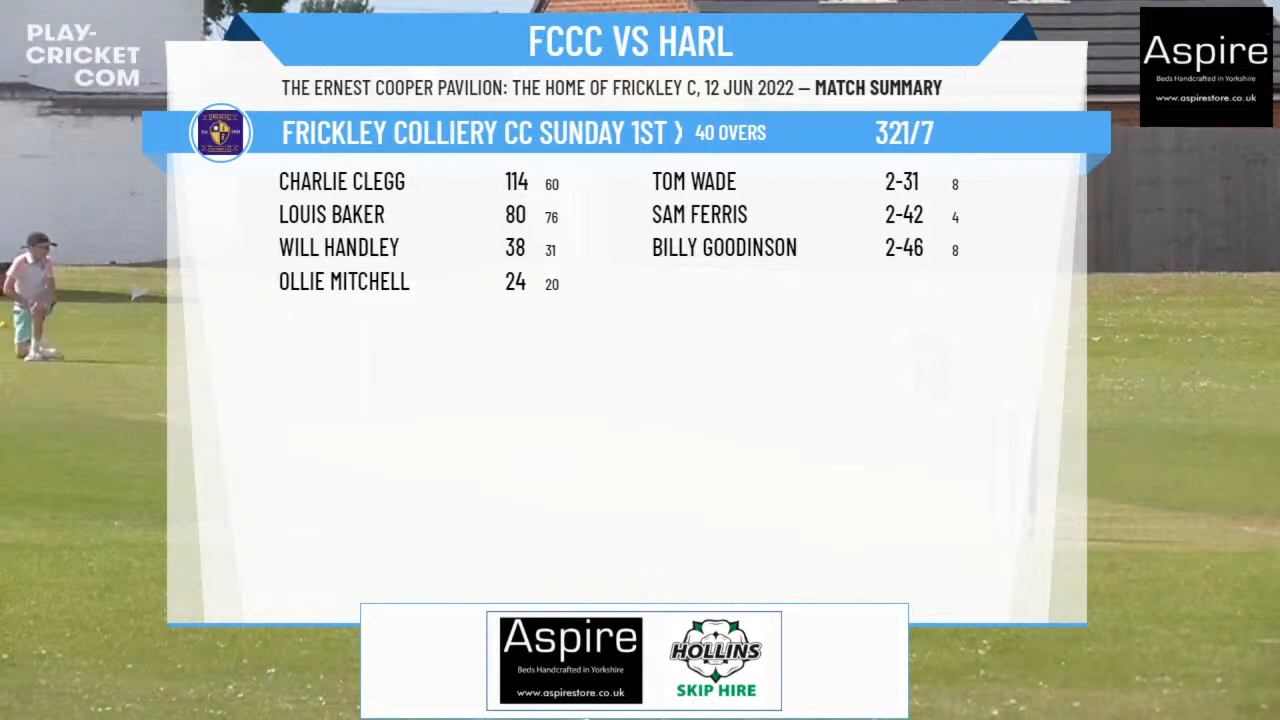 PLAY-
CRICKET
.COM
FCCC VS HARL
Aspire
Beds Handcrafted in Yorkshire
www.aspirestore.co.uk
THE ERNEST COOPER PAVILION: THE HOME OF FRICKLEY C, 12 JUN 2022 – MATCH SUMMARY
FRICKLEY COLLIERY CC SUNDAY 1ST X 40 OVERS 321/7
CHARLIE CLEGG 114 60 TOM WADE 2-31 8
LOUIS BAKER 80 76 SAM FERRIS 2-42 4
WILL HANDLEY 38 31 BILLY GOODINSON 2-46 8
OLLIE MITCHELL 24 20
Aspire
Beds Handcrafted in Yorkshire
www.aspirestore.co.uk
HOLLINS
SKIP HIRE